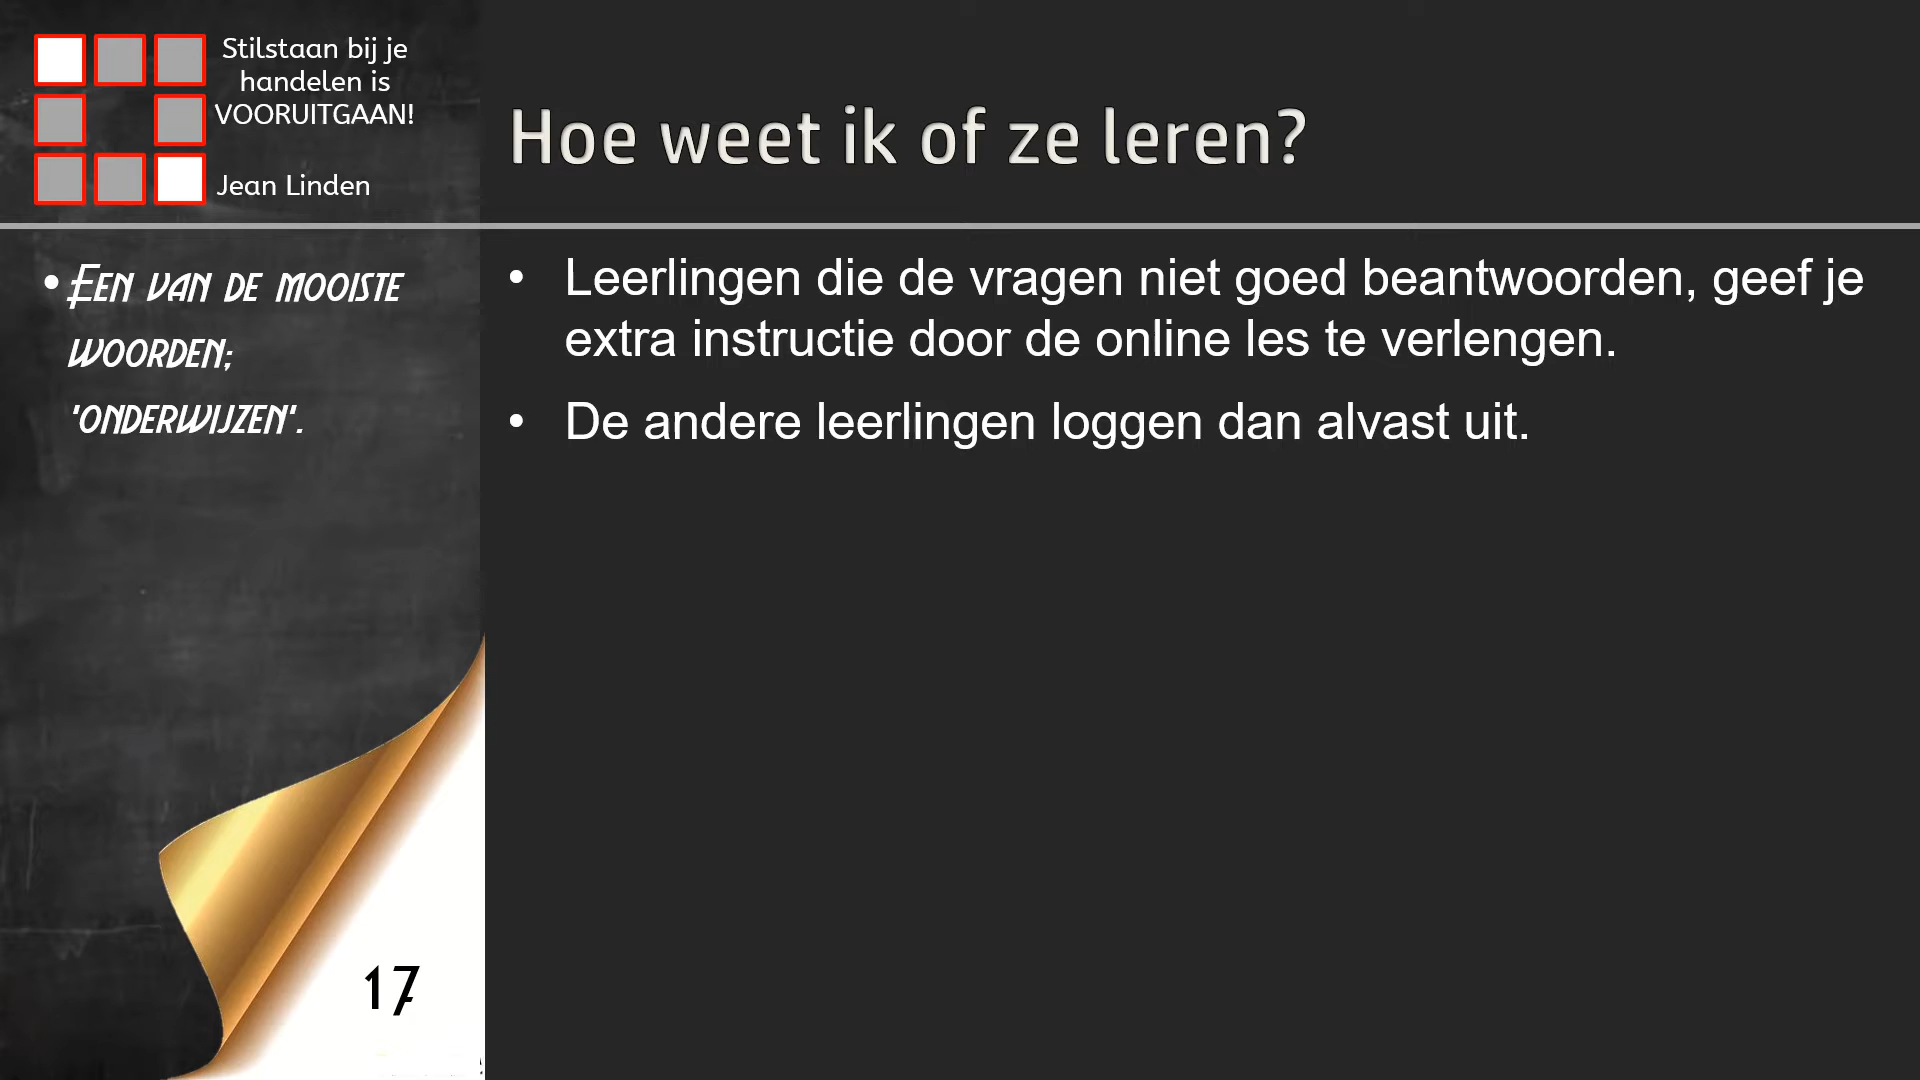 Stilstaan bij je
handelen is
VOORUITGAAN!
Jean Linden
Hoe weet ik of ze leren?
• Een van de mooiste
woorden;
'onderwijzen'.
• Leerlingen die de vragen niet goed beantwoorden, geef je
extra instructie door de online les te verlengen.
• De andere leerlingen loggen dan alvast uit.
17